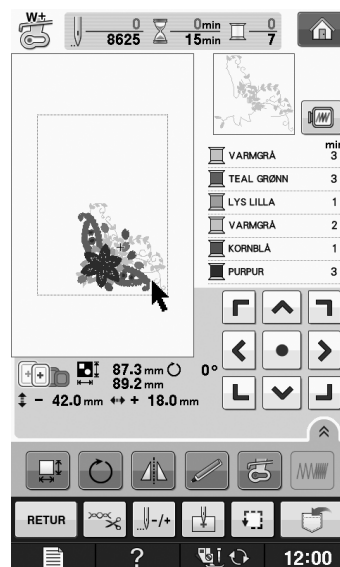 W±
0
8625
0min
15min
0
7
min
VARMGRÅ 3
TEAL GRØNN 3
LYS LILLA 1
VARMGRÅ 2
KORNBLÅ 1
PURPUR 3
87.3 mm 0°
89.2 mm
- 42.0 mm + 18.0 mm
RETUR -/+
? 12:00